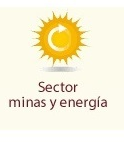 Sector
minas y energía